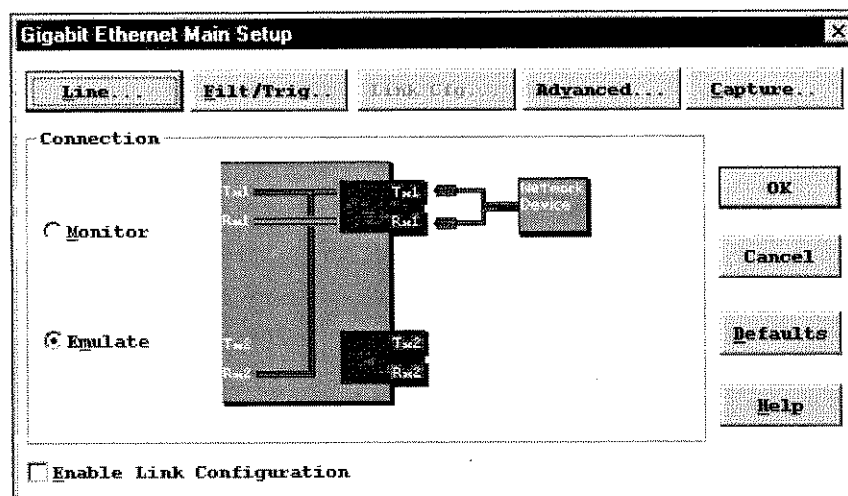 Gigabit Ethernet Main Setup
Line... Filt/Trig.. Link Cfg... Advanced... Capture..
Connection
Tx1 Tx1 Network
Rx1 Rx1 Device
OK
Monitor
Cancel
Emulate
Tx2 Tx2
Defaults
Rx2 Rx2
Help
Enable Link Configuration